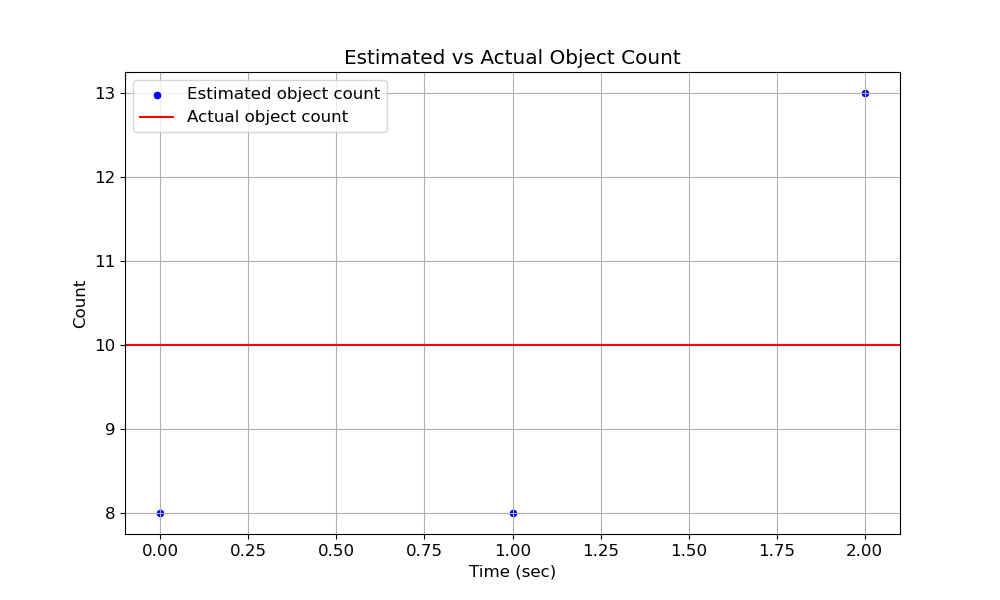 Estimated vs Actual Object Count
Estimated object count
Actual object count
13
12
11
10
9
8
Count
0.00 0.25 0.50 0.75 1.00 1.25 1.50 1.75 2.00
Time (sec)